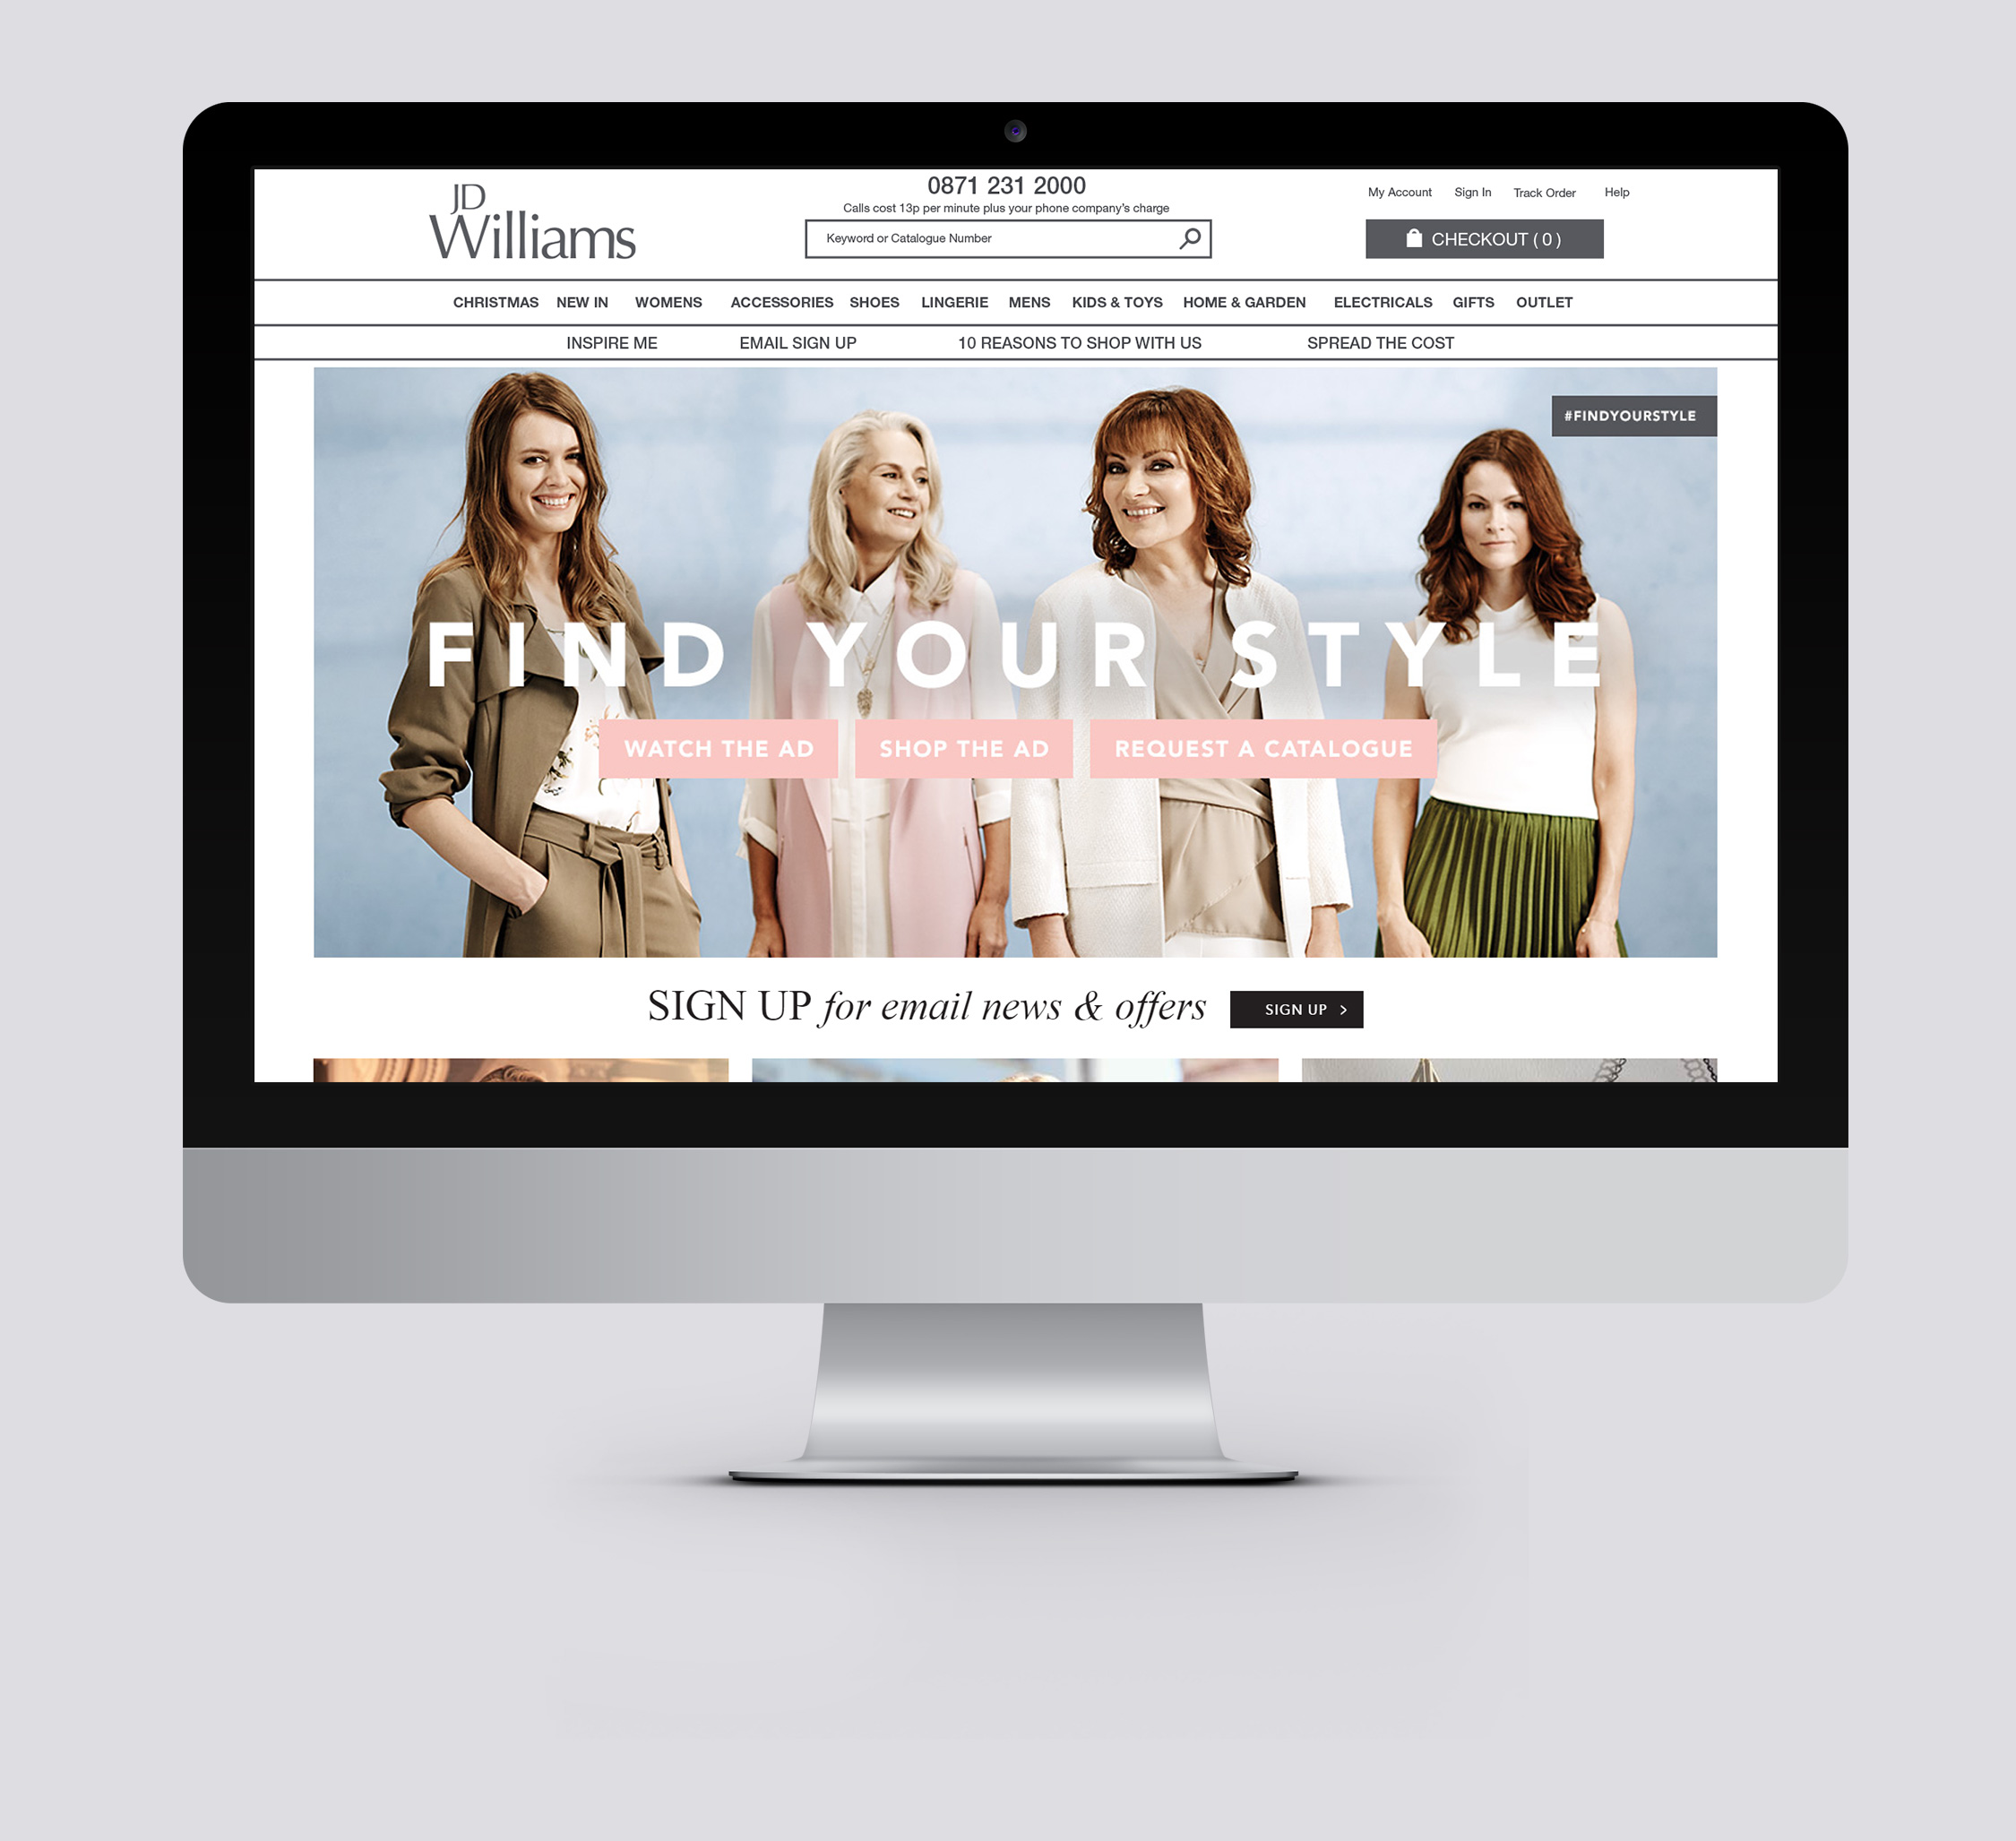 JD
Williams
0871 231 2000
Calls cost 13p per minute plus your phone company's charge
Keyword or Catalogue Number
My Account Sign In Track Order Help
CHECKOUT ( 0 )
CHRISTMAS NEW IN WOMENS ACCESSORIES SHOES LINGERIE MENS KIDS & TOYS HOME & GARDEN ELECTRICALS GIFTS OUTLET
INSPIRE ME EMAIL SIGN UP 10 REASONS TO SHOP WITH US SPREAD THE COST
#FINDYOURSTYLE
FIND YOUR STYLE
WATCH THE AD SHOP THE AD REQUEST A CATALOGUE
SIGN UP for email news & offers SIGN UP >